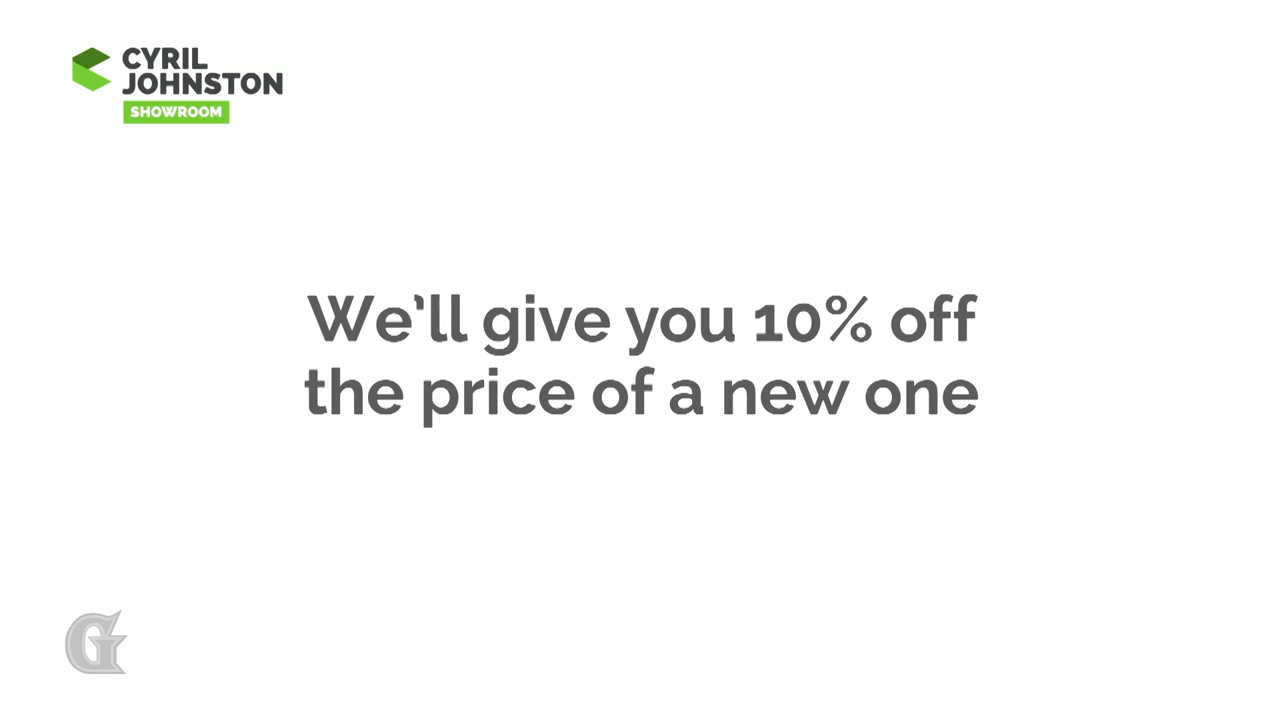 CYRIL
JOHNSTON
SHOWROOM
We'll give you 10% off
the price of a new one
G